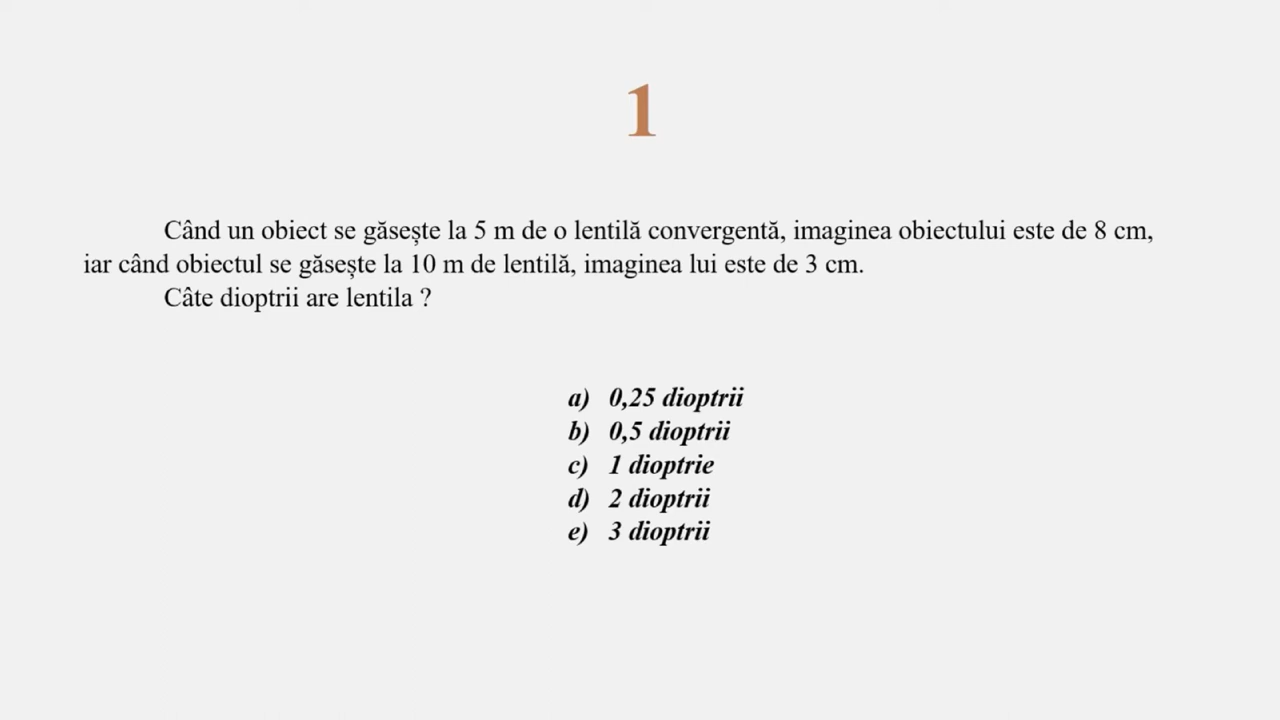 1
Când un obiect se găsește la 5 m de o lentilă convergentă, imaginea obiectului este de 8 cm,
iar când obiectul se găsește la 10 m de lentilă, imaginea lui este de 3 cm.
Câte dioptrii are lentila ?
a) 0,25 dioptrii
b) 0,5 dioptrii
c) 1 dioptrie
d) 2 dioptrii
e) 3 dioptrii